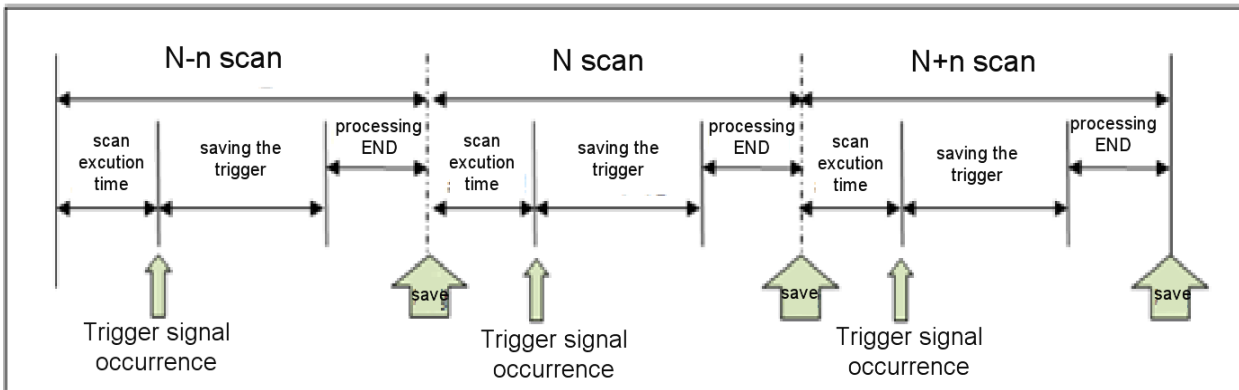 N-n scan
N scan
N+n scan
scan
excution
time
saving the
trigger
processing
END
scan
excution
time
saving the
trigger
processing
END
scan
excution
time
saving the
trigger
processing
END
save
save
save
Trigger signal
occurrence
Trigger signal
occurrence
Trigger signal
occurrence